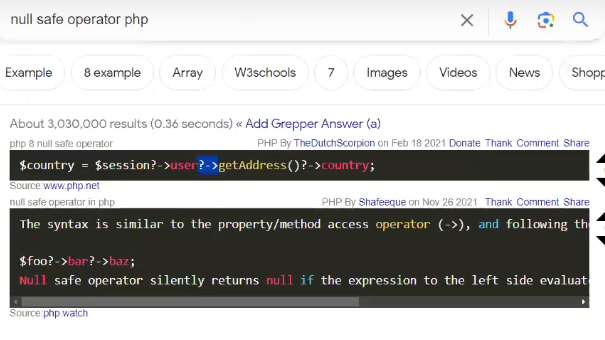 null safe operator php
Example 8 example Array W3schools 7 Images Videos News Shopp
About 3,030,000 results (0.36 seconds) « Add Grepper Answer (a)
php 8 null safe operator PHP By TheDutchScorpion on Feb 18 2021 Donate Thank Comment Share
$country = $session?->user?->getAddress()?->country;
Source:www.php.net
null safe operator in php PHP By Shafeeque on Nov 26 2021 Thank Comment Share
The syntax is similar to the property/method access operator (->), and following the
$foo?->bar?->baz;
Null safe operator silently returns null if the expression to the left side evaluat
Source:php.watch